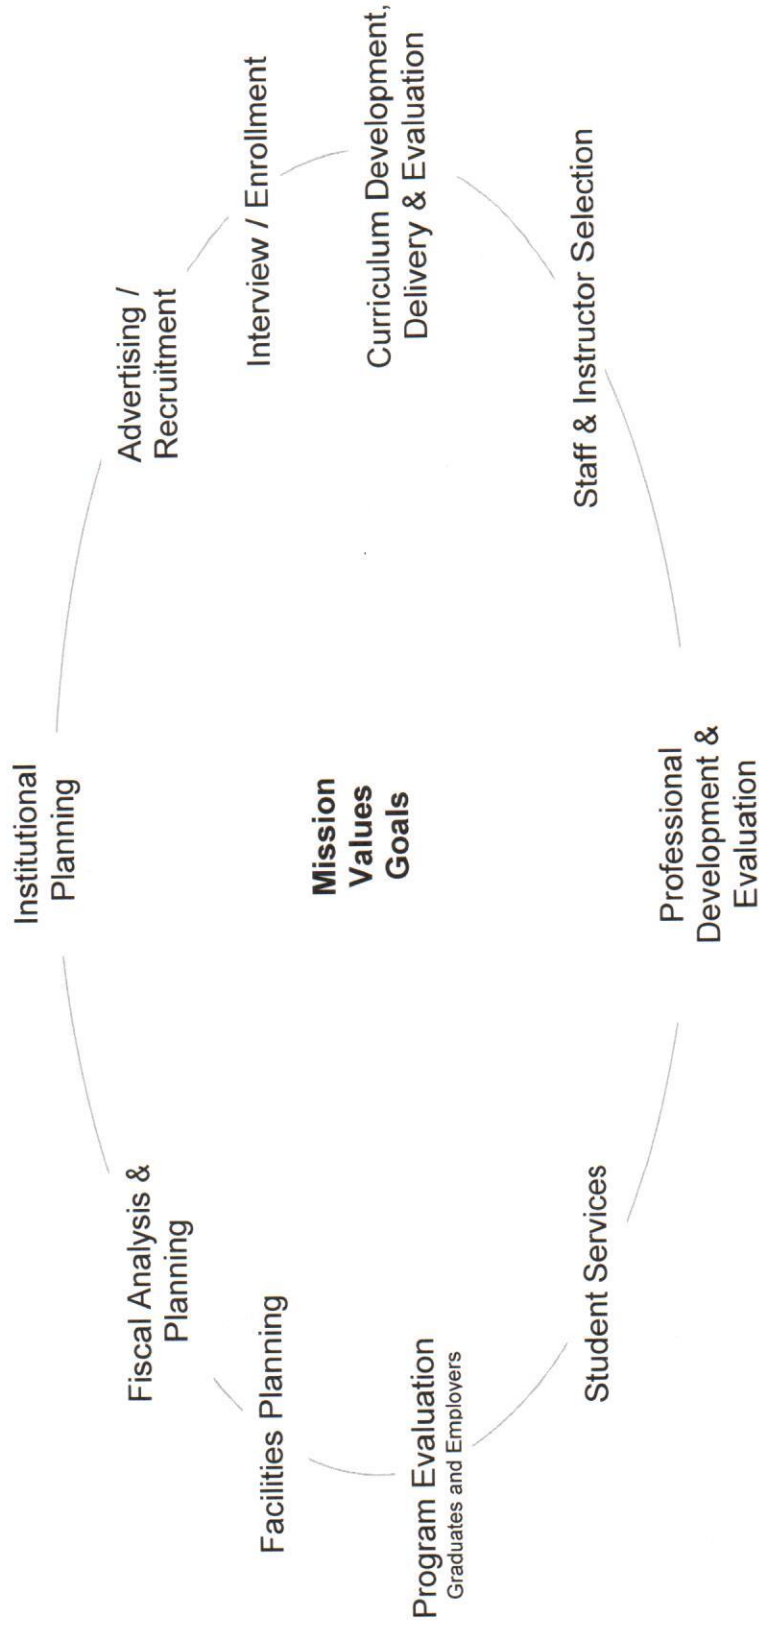 Institutional
Planning
Advertising /
Recruitment
Interview / Enrollment
Curriculum Development,
Delivery & Evaluation
Staff & Instructor Selection
Professional
Development &
Evaluation
Student Services
Program Evaluation
Graduates and Employers
Facilities Planning
Fiscal Analysis &
Planning
Mission
Values
Goals